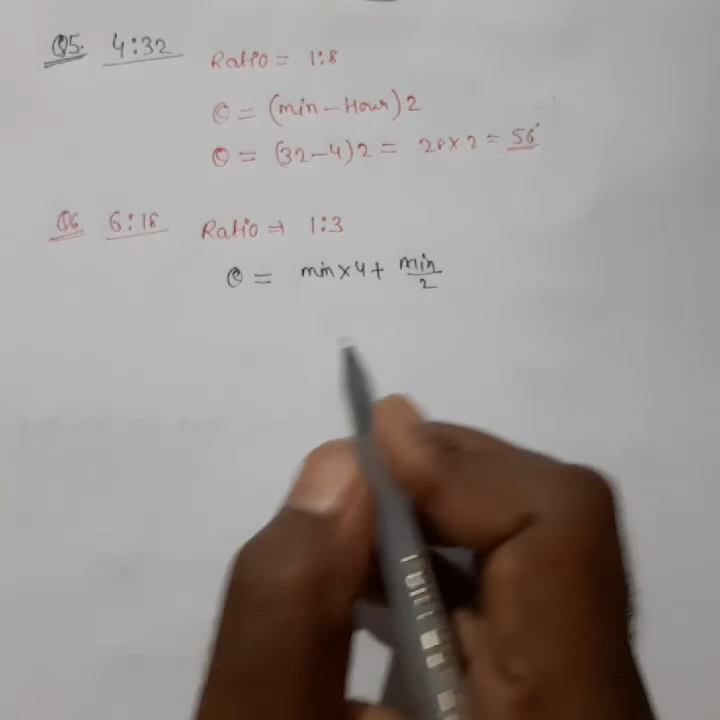 Q5. 4:32 Ratio = 1:8
θ = (min - Hour) 2
θ = (32-4) 2 = 28 x 2 = 56°
Q6 6:18 Ratio ⇒ 1:3
θ = min x 4 + min/2